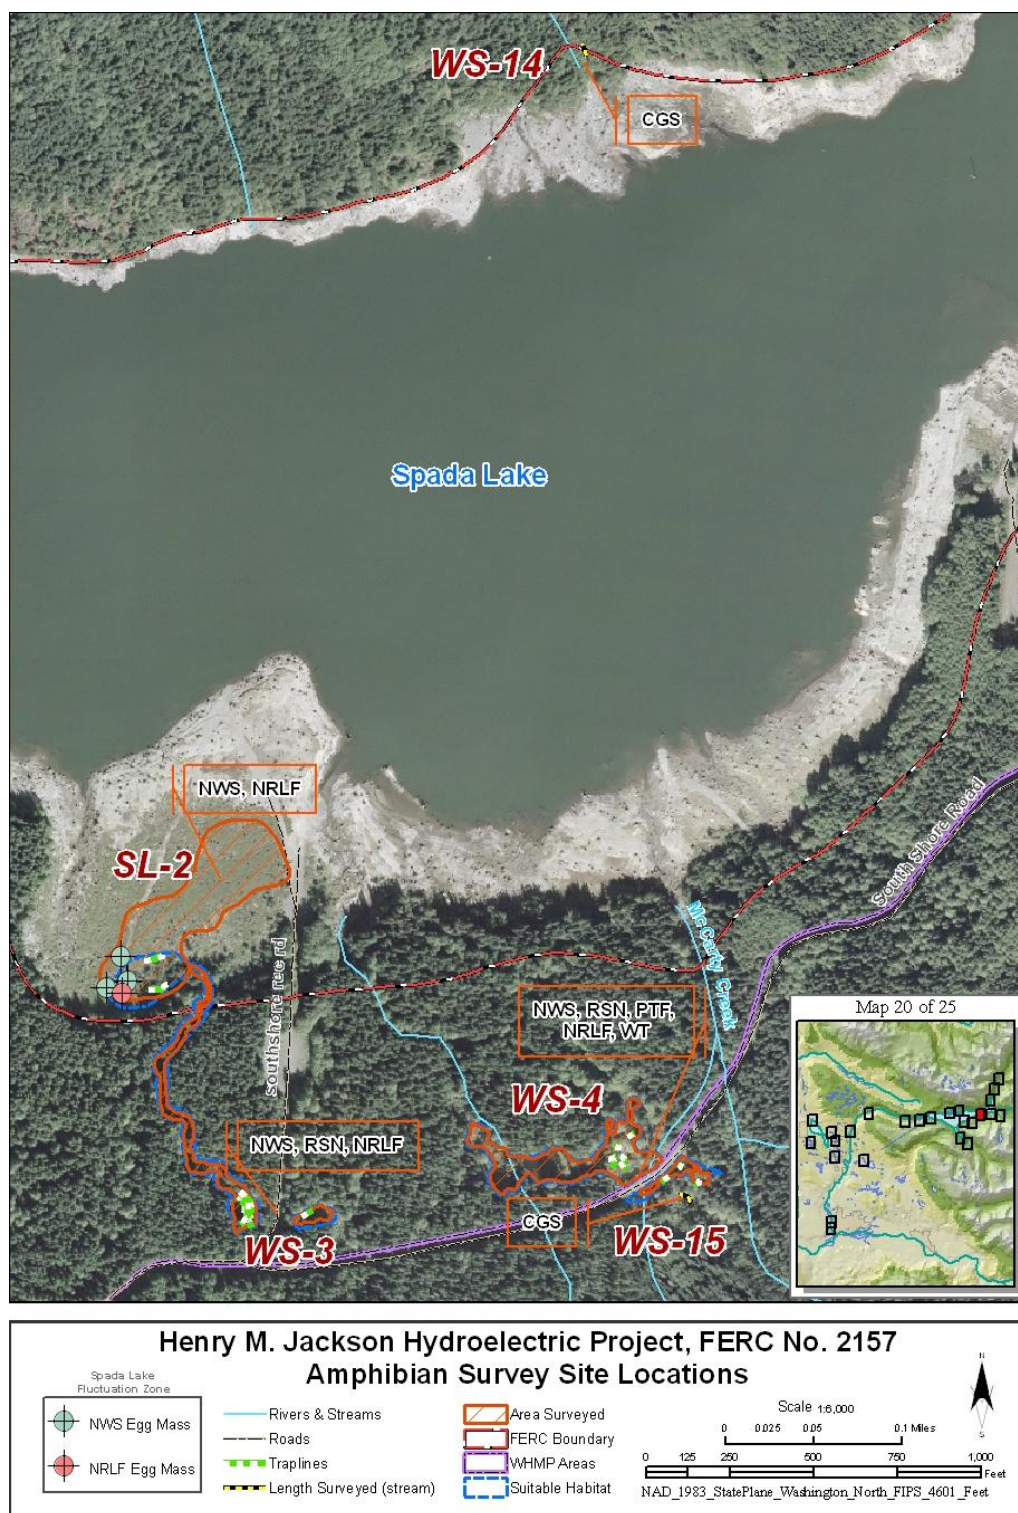 WS-14
CGS
Spada Lake
NWS, NRLF
SL-2
South Shore Road
Mc Carty Creek
southshore rec rd
NWS, RSN, PTF,
NRLF, WT
Map 20 of 25
WS-4
NWS, RSN, NRLF
CGS
WS-15
WS-3
Henry M. Jackson Hydroelectric Project, FERC No. 2157
Amphibian Survey Site Locations
Spada Lake
Fluctuation Zone
NWS Egg Mass
NRLF Egg Mass
Rivers & Streams
Roads
Traplines
Length Surveyed (stream)
Area Surveyed
FERC Boundary
WHMP Areas
Suitable Habitat
N
S
Scale 1:6,000
0 0.025 0.05 0.1 Miles
0 125 250 500 750 1,000
Feet
NAD_1983_StatePlane_Washington_North_FIPS_4601_Feet